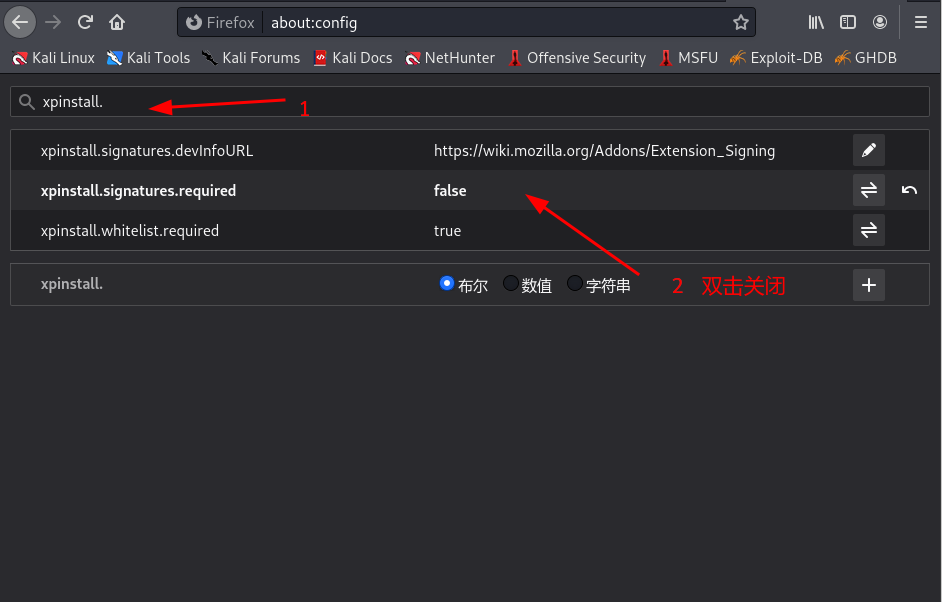 Firefox about:config
Kali Linux Kali Tools Kali Forums Kali Docs NetHunter Offensive Security MSFU Exploit-DB GHDB
xpinstall. 1
xpinstall.signatures.devInfoURL https://wiki.mozilla.org/Addons/Extension_Signing
xpinstall.signatures.required false
xpinstall.whitelist.required true
xpinstall. 布尔 数值 字符串 2 双击关闭